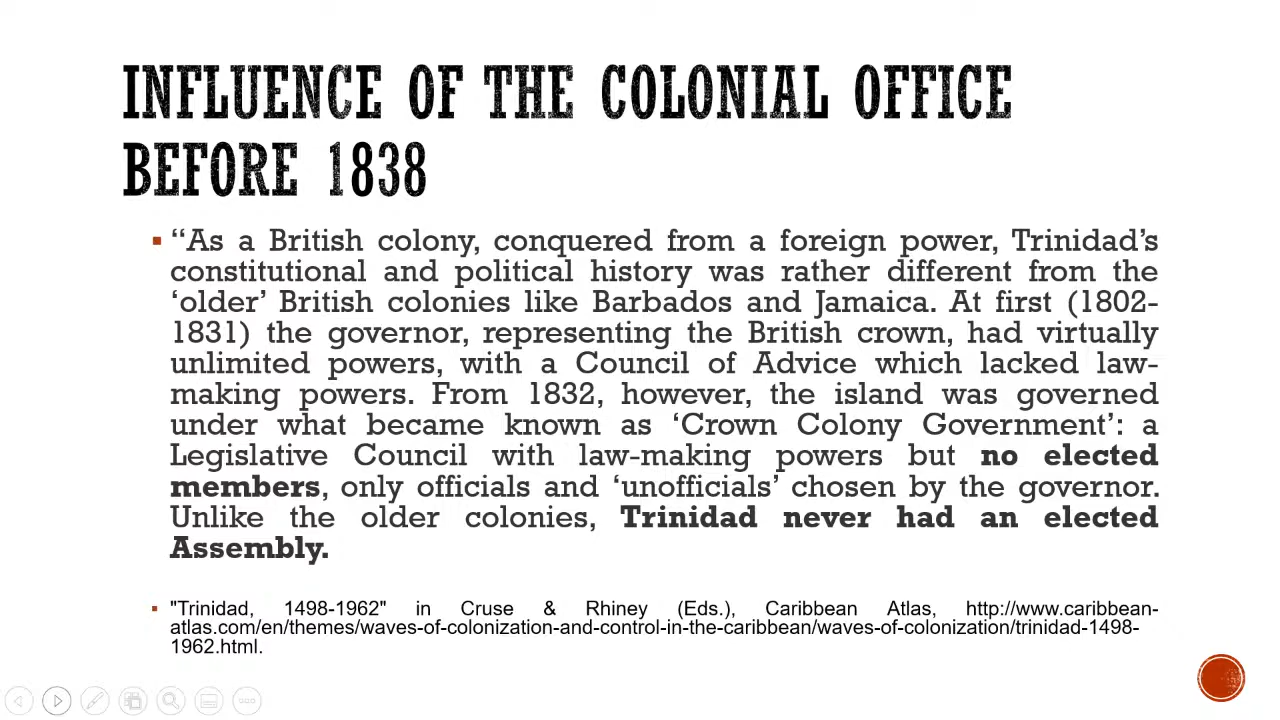 INFLUENCE OF THE COLONIAL OFFICE
BEFORE 1838
“As a British colony, conquered from a foreign power, Trinidad’s
constitutional and political history was rather different from the
‘older’ British colonies like Barbados and Jamaica. At first (1802-
1831) the governor, representing the British crown, had virtually
unlimited powers, with a Council of Advice which lacked law-
making powers. From 1832, however, the island was governed
under what became known as ‘Crown Colony Government’: a
Legislative Council with law-making powers but no elected
members, only officials and ‘unofficials’ chosen by the governor.
Unlike the older colonies, Trinidad never had an elected
Assembly.
"Trinidad, 1498-1962" in Cruse & Rhiney (Eds.), Caribbean Atlas, http://www.caribbean-
atlas.com/en/themes/waves-of-colonization-and-control-in-the-caribbean/waves-of-colonization/trinidad-1498-
1962.html.